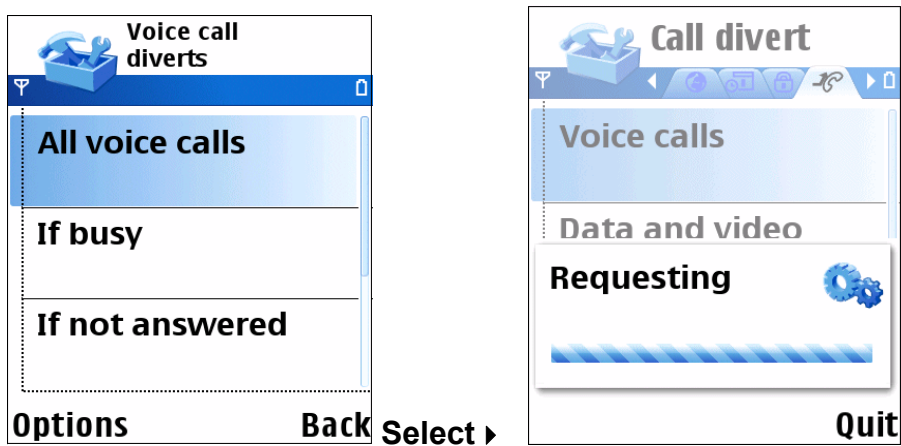 Voice call
diverts
All voice calls
If busy
If not answered
Options Back
Select
Call divert
Voice calls
Data and video
Requesting
Quit